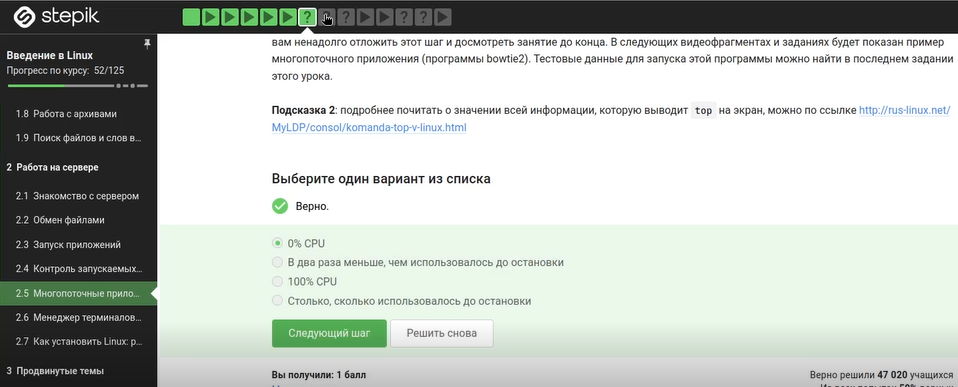 stepik
Введение в Linux
Прогресс по курсу: 52/125
1.8 Работа с архивами
1.9 Поиск файлов и слов в...
2 Работа на сервере
2.1 Знакомство с сервером
2.2 Обмен файлами
2.3 Запуск приложений
2.4 Контроль запускаемых...
2.5 Многопоточные прило...
2.6 Менеджер терминалов...
2.7 Как установить Linux: р...
3 Продвинутые темы
вам ненадолго отложить этот шаг и досмотреть занятие до конца. В следующих видеофрагментах и заданиях будет показан пример
многопоточного приложения (программы bowtie2). Тестовые данные для запуска этой программы можно найти в последнем задании
этого урока.
Подсказка 2: подробнее почитать о значении всей информации, которую выводит top на экран, можно по ссылке http://rus-linux.net/
MyLDP/consol/komanda-top-v-linux.html
Выберите один вариант из списка
Верно.
0% CPU
В два раза меньше, чем использовалось до остановки
100% CPU
Столько, сколько использовалось до остановки
Следующий шаг
Решить снова
Вы получили: 1 балл
Верно решили 47 020 учащихся